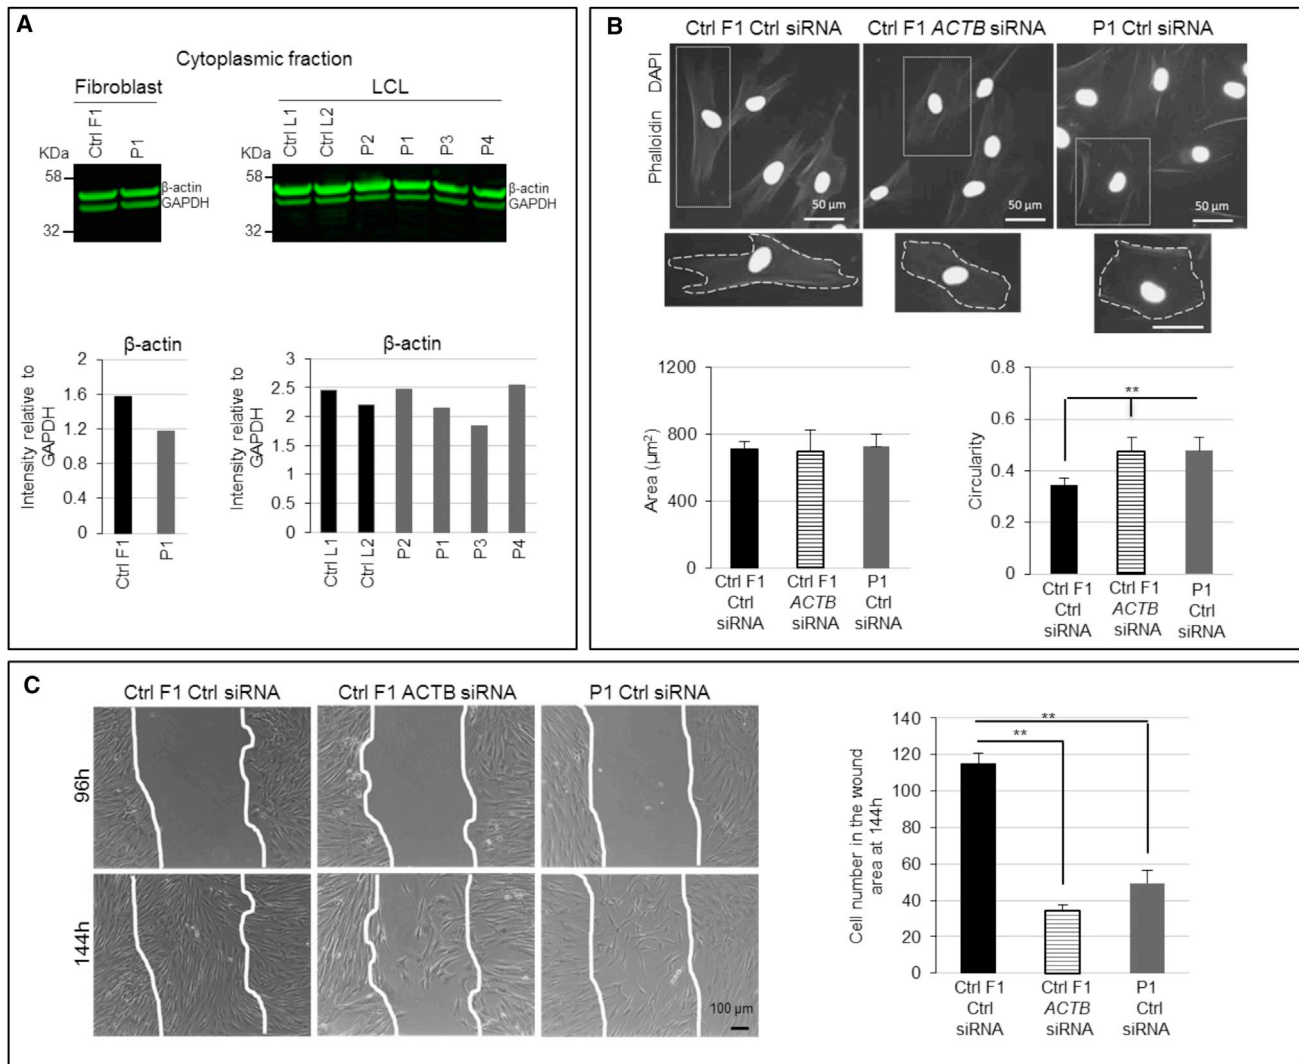 A
Cytoplasmic fraction
Fibroblast
LCL
Ctrl F1
P1
Ctrl L1
Ctrl L2
P2
P1
P3
P4
KDa
58
32
β-actin
GAPDH
KDa
58
32
β-actin
GAPDH
β-actin
Intensity relative to
GAPDH
2
1.6
1.2
0.8
0.4
0
Ctrl F1
P1
β-actin
Intensity relative to
GAPDH
3
2.5
2
1.5
1
0.5
0
Ctrl L1
Ctrl L2
P2
P1
P3
P4
B
Ctrl F1 Ctrl siRNA
Ctrl F1 ACTB siRNA
P1 Ctrl siRNA
Phalloidin DAPI
50 µm
50 µm
50 µm
Area (µm²)
1200
800
400
0
Ctrl F1
Ctrl
siRNA
Ctrl F1
ACTB
siRNA
P1
Ctrl
siRNA
Circularity
0.8
0.6
0.4
0.2
0
**
Ctrl F1
Ctrl
siRNA
Ctrl F1
ACTB
siRNA
P1
Ctrl
siRNA
C
Ctrl F1 Ctrl siRNA
Ctrl F1 ACTB siRNA
P1 Ctrl siRNA
96h
144h
100 µm
Cell number in the wound
area at 144h
140
120
100
80
60
40
20
0
**
**
Ctrl F1
Ctrl
siRNA
Ctrl F1
ACTB
siRNA
P1
Ctrl
siRNA